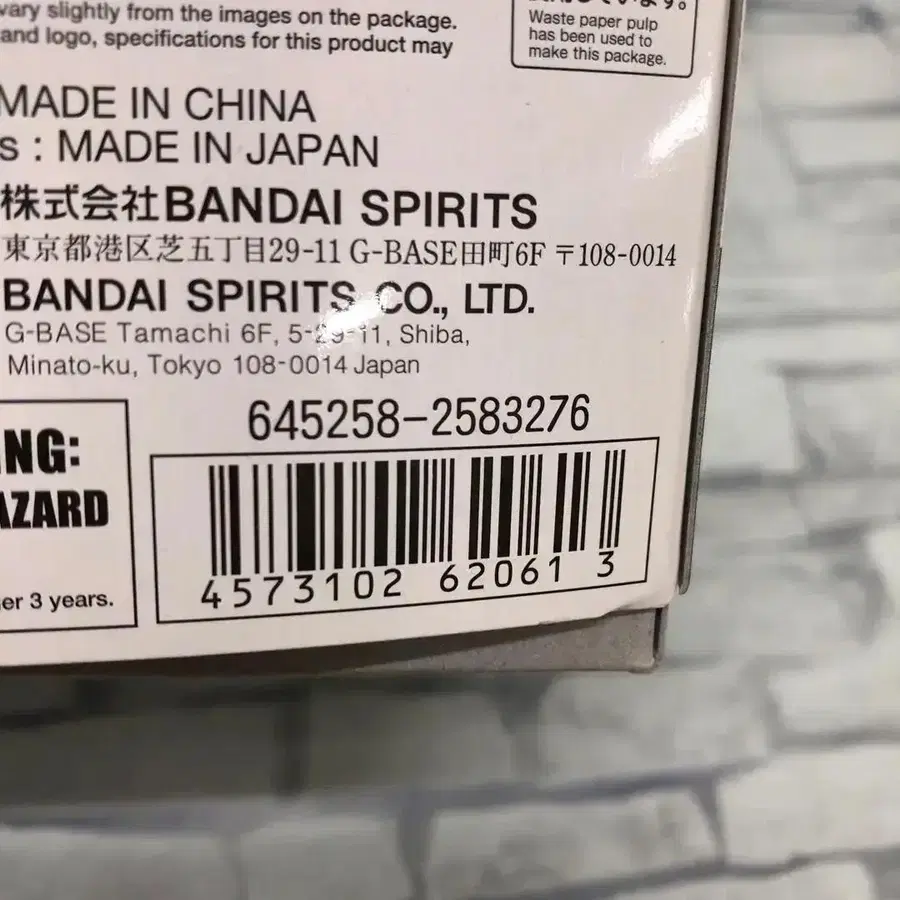 vary slightly from the images on the package.
and logo, specifications for this product may
Waste paper pulp
has been used to
make this package.
MADE IN CHINA
s : MADE IN JAPAN
株式会社BANDAI SPIRITS
東京都港区芝五丁目29-11 G-BASE田町6F 〒108-0014
BANDAI SPIRITS CO., LTD.
G-BASE Tamachi 6F, 5-29-11, Shiba,
Minato-ku, Tokyo 108-0014 Japan
645258-2583276
NG:
AZARD
er 3 years.
4573102 62061 3